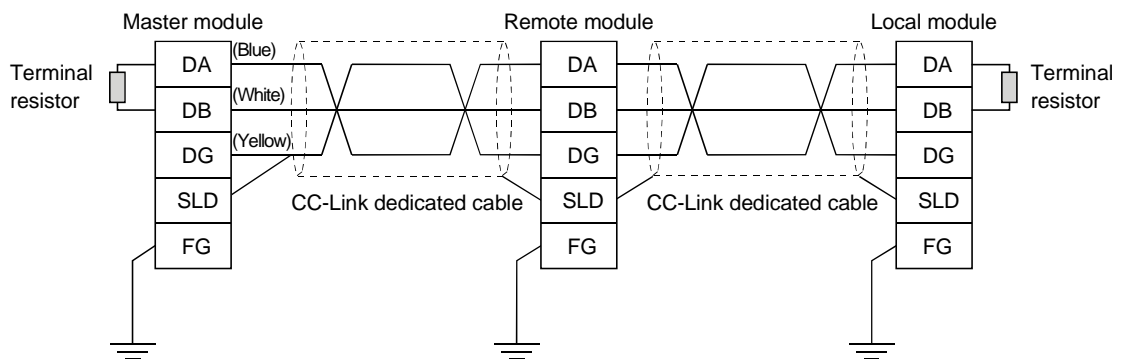 Master module
Remote module
Local module
Terminal
resistor
DA
(Blue)
DB
(White)
DG
(Yellow)
SLD
FG
CC-Link dedicated cable
DA
DB
DG
SLD
FG
CC-Link dedicated cable
DA
DB
DG
SLD
FG
Terminal
resistor